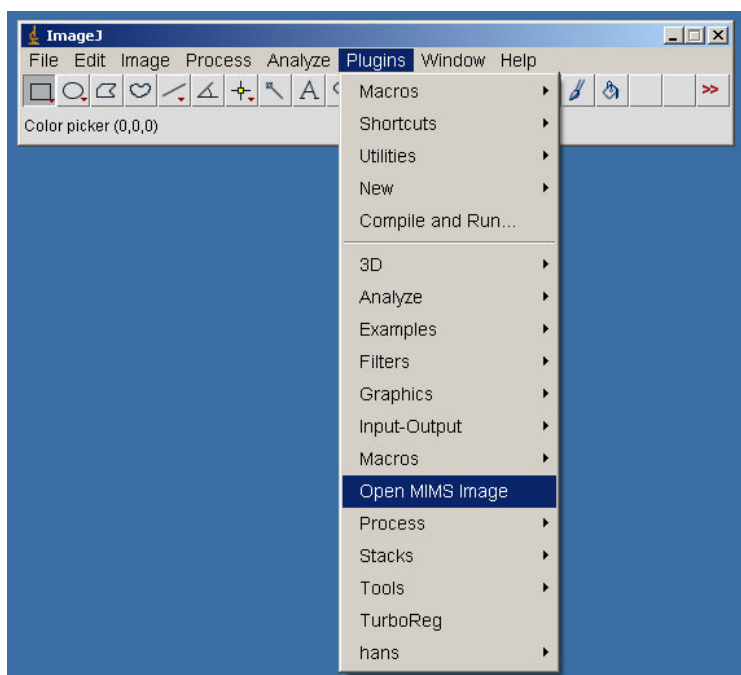 ImageJ
File Edit Image Process Analyze Plugins Window Help
A
>>
Color picker (0,0,0)
Macros
Shortcuts
Utilities
New
Compile and Run...
3D
Analyze
Examples
Filters
Graphics
Input-Output
Macros
Open MIMS Image
Process
Stacks
Tools
TurboReg
hans